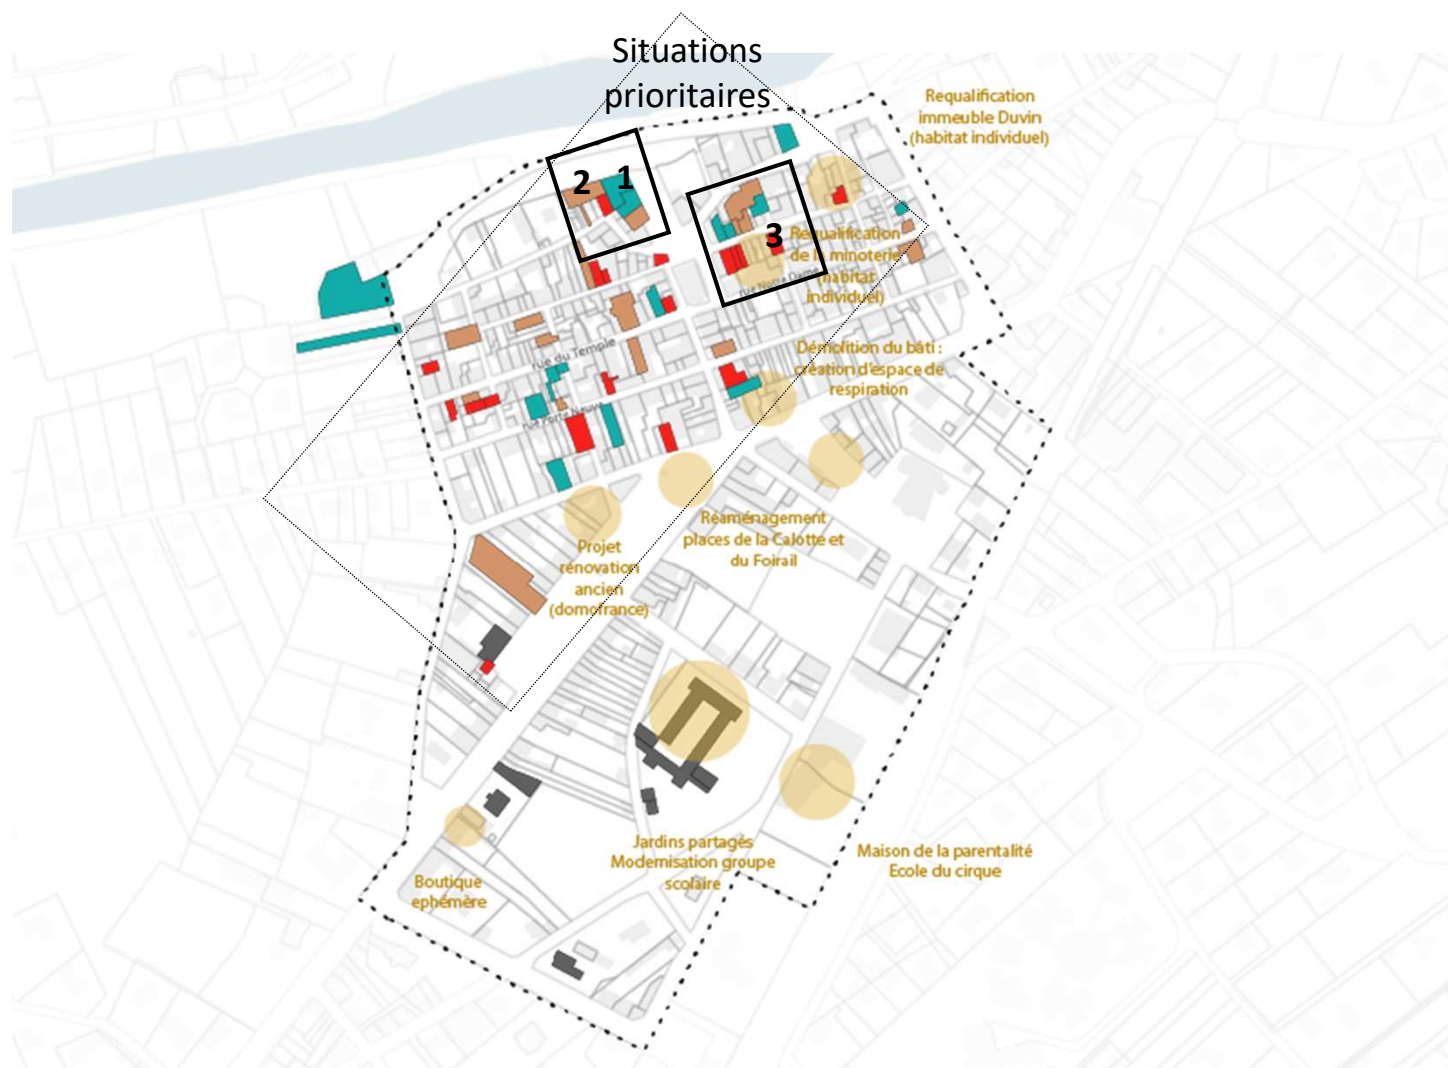 Situations
prioritaires
Requalification
immeuble Duvin
(habitat individuel)
2
1
3
Requalification
de la minoterie
(habitat
individuel)
rue du Temple
rue Porte Neuve
Démolition du bâti :
création d'espace de
respiration
Réaménagement
places de la Calotte et
du Foirail
Projet
rénovation
ancien
(domofrance)
Jardins partagés
Modernisation groupe
scolaire
Maison de la parentalité
Ecole du cirque
Boutique
ephémère